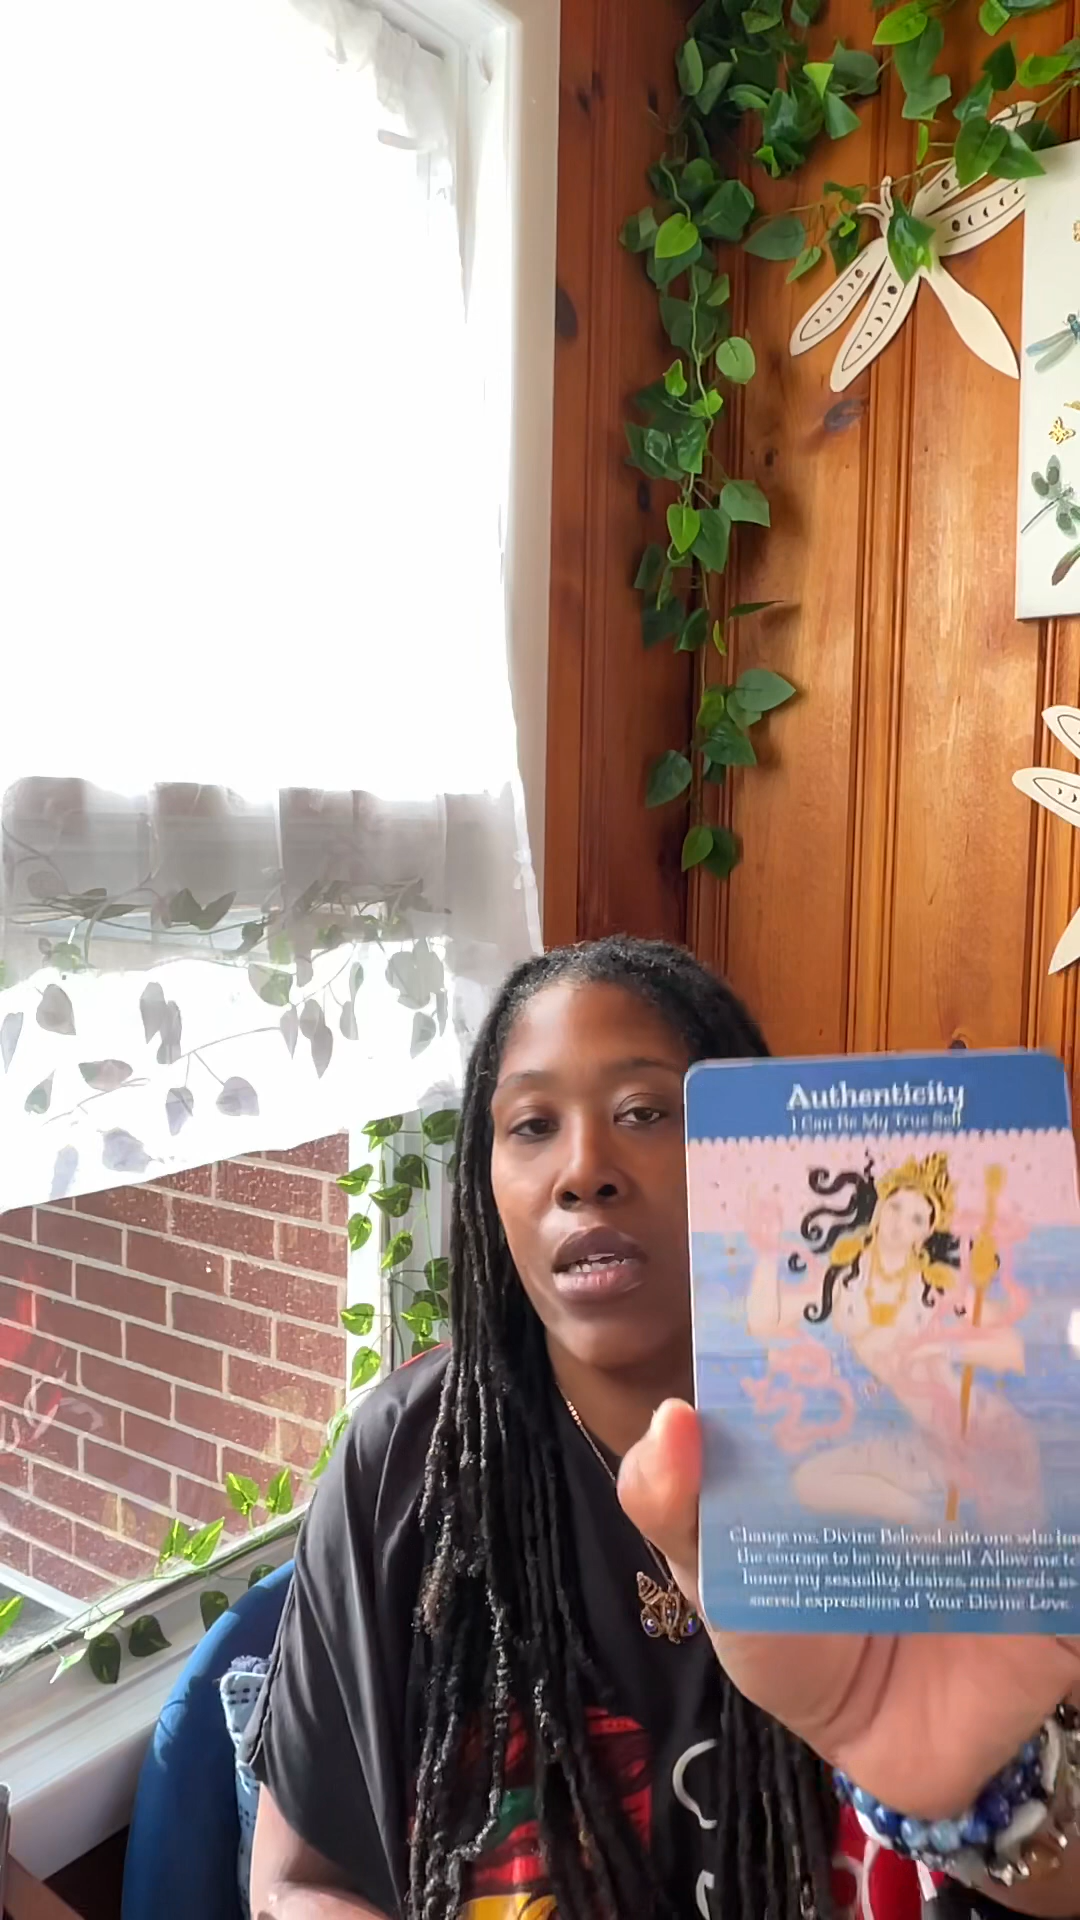 Authenticity
I Can Be My True Self
Change me, Divine Beloved, into one who has
the courage to be my true self. Allow me to
honor my sexuality, desires, and needs as
sacred expressions of Your Divine Love.